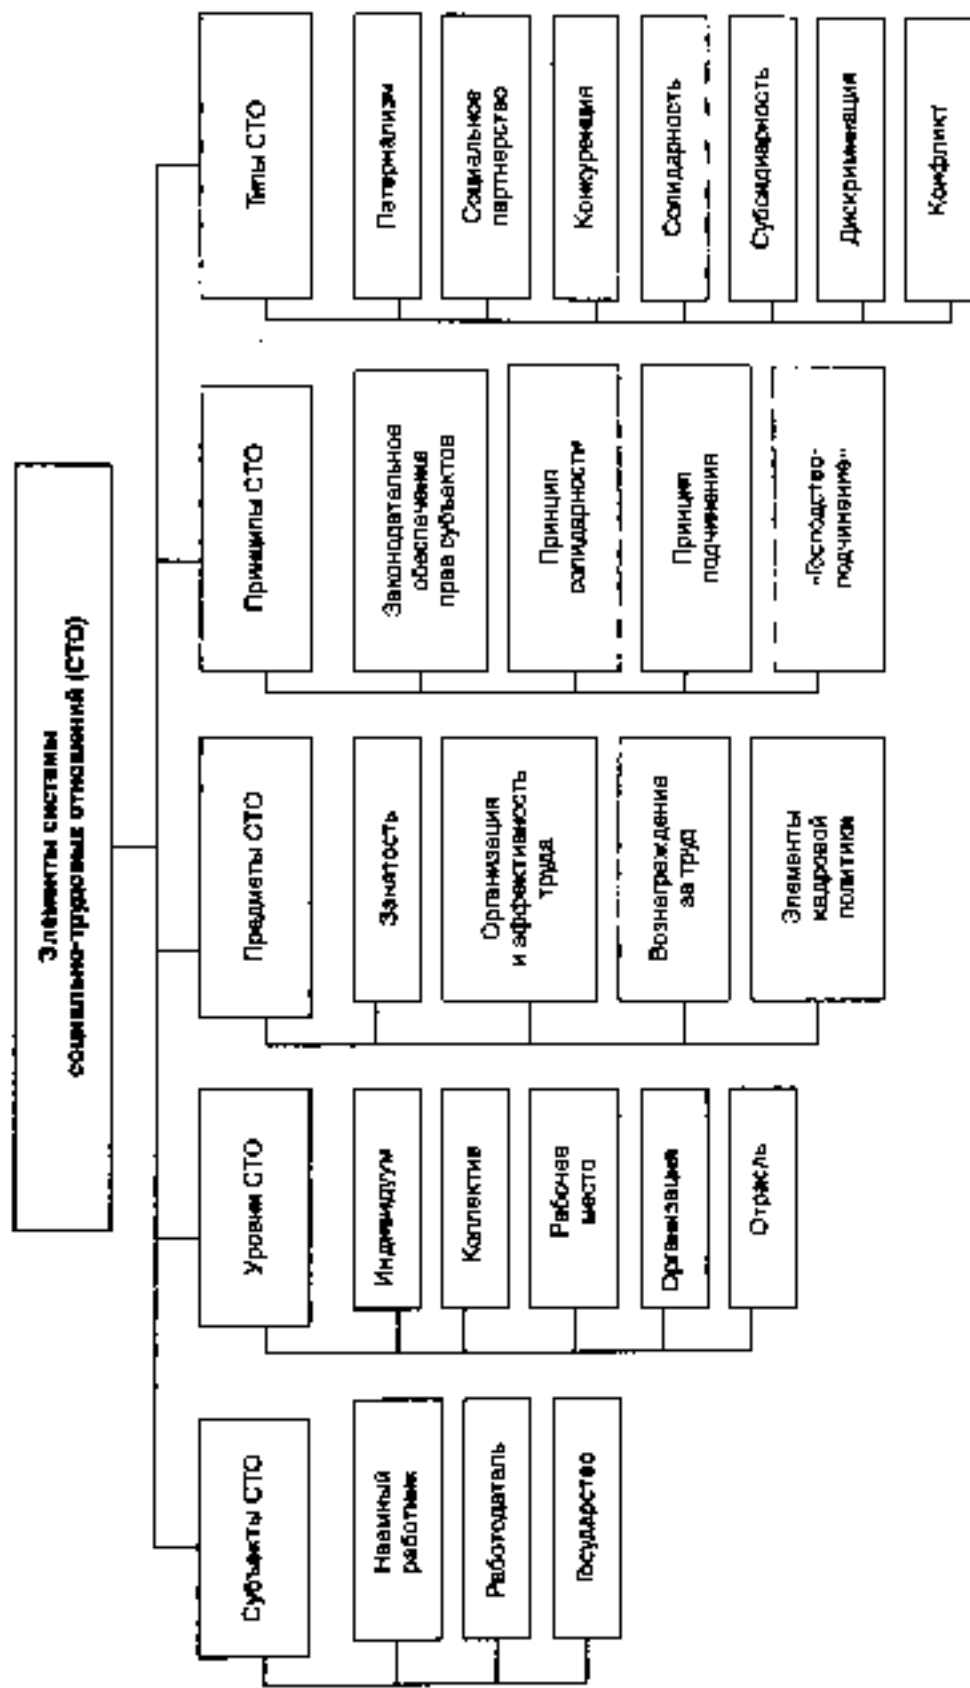 Элементы системы
социально-трудовых отношений (СТО)
Субъекты СТО
Наемный
работник
Работодатель
Государство
Уровни СТО
Индивидуум
Коллектив
Рабочее
место
Организация
Отрасль
Предметы СТО
Занятость
Организация
и эффективность
труда
Вознаграждение
за труд
Элементы
кадровой
политики
Принципы СТО
Законодательное
обеспечение
прав субъектов
Принцип
солидарности
Принцип
подчинения
«Господство-
подчинение»
Типы СТО
Патернализм
Социальное
партнерство
Конкуренция
Солидарность
Субсидиарность
Дискриминация
Конфликт